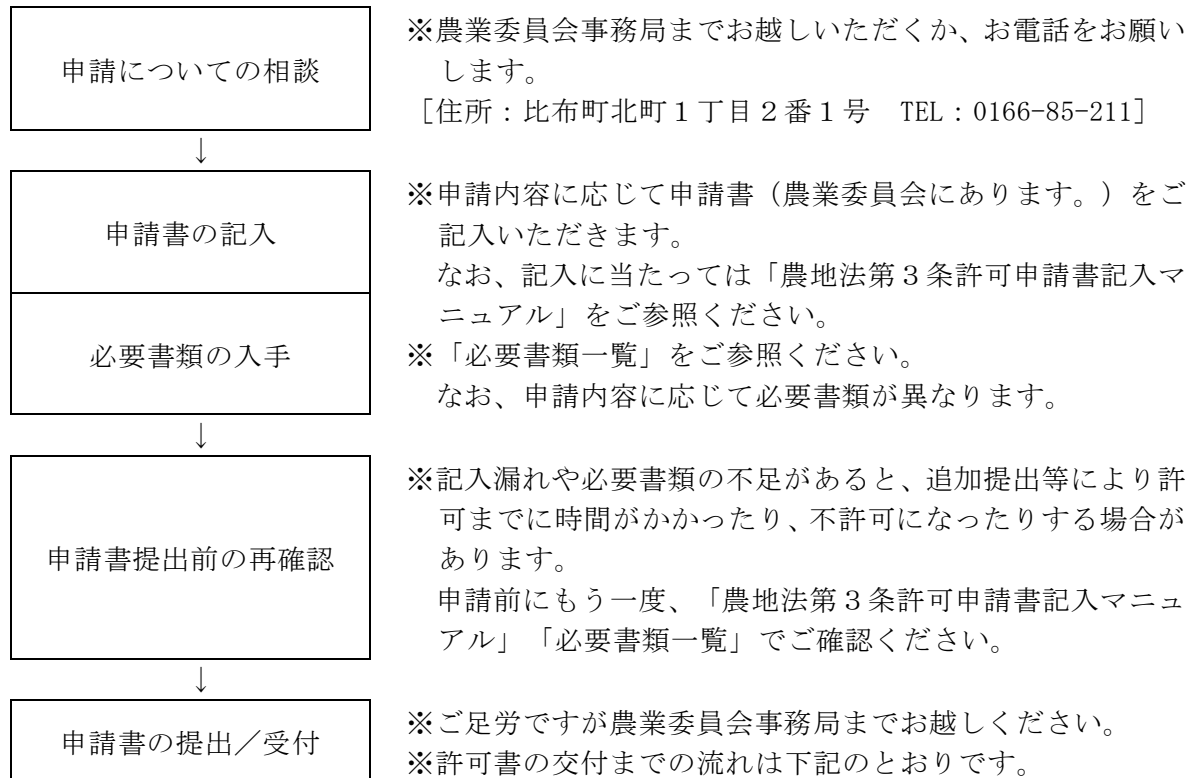 申請についての相談
※農業委員会事務局までお越しいただくか、お電話をお願い
します。
［住所：比布町北町１丁目２番１号　TEL：0166-85-211］
↓
申請書の記入
※申請内容に応じて申請書（農業委員会にあります。）をご
記入いただきます。
なお、記入に当たっては「農地法第３条許可申請書記入マ
ニュアル」をご参照ください。
必要書類の入手
※「必要書類一覧」をご参照ください。
なお、申請内容に応じて必要書類が異なります。
↓
申請書提出前の再確認
※記入漏れや必要書類の不足があると、追加提出等により許
可までに時間がかかったり、不許可になったりする場合が
あります。
申請前にもう一度、「農地法第３条許可申請書記入マニュ
アル」「必要書類一覧」でご確認ください。
↓
申請書の提出／受付
※ご足労ですが農業委員会事務局までお越しください。
※許可書の交付までの流れは下記のとおりです。